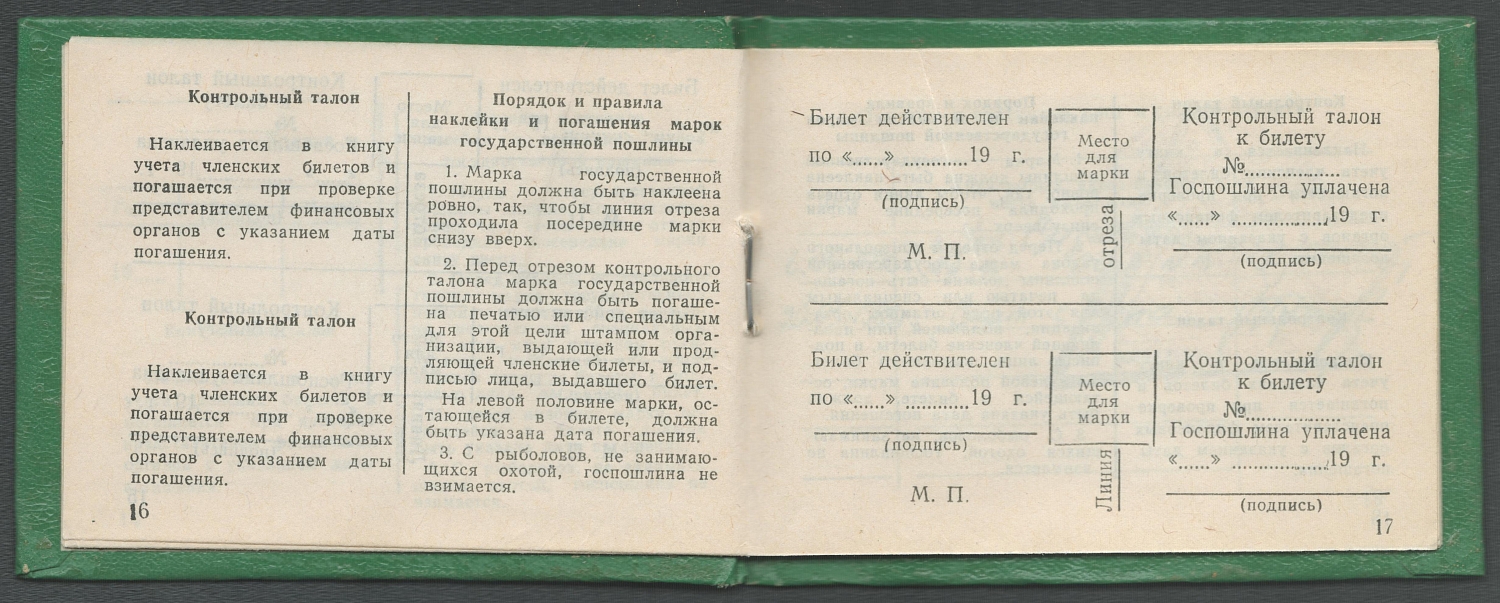 Контрольный талон
Наклеивается в книгу
учета членских билетов и
погашается при проверке
представителем финансовых
органов с указанием даты
погашения.
Контрольный талон
Наклеивается в книгу
учета членских билетов и
погашается при проверке
представителем финансовых
органов с указанием даты
погашения.
16
Порядок и правила
наклейки и погашения марок
государственной пошлины
1. Марка государственной
пошлины должна быть наклеена
ровно, так, чтобы линия отреза
проходила посередине марки
снизу вверх.
2. Перед отрезом контрольного
талона марка государственной
пошлины должна быть погаше-
на печатью или специальным
для этой цели штампом орга-
низации, выдающей или прод-
ляющей членские билеты, и под-
писью лица, выдавшего билет.
На левой половине марки, ос-
тающейся в билете, должна
быть указана дата погашения.
3. С рыболовов, не занимаю-
щихся охотой, госпошлина не
взимается.
Билет действителен
по «......» ............19 г.
(подпись)
М. П.
Место
для
марки
отреза
Контрольный талон
к билету
№................
Госпошлина уплачена
«......» ................19 г.
(подпись)
Билет действителен
по «......» ............19 г.
(подпись)
М. П.
Место
для
марки
Линия
Контрольный талон
к билету
№................
Госпошлина уплачена
«......» ................19 г.
(подпись)
17